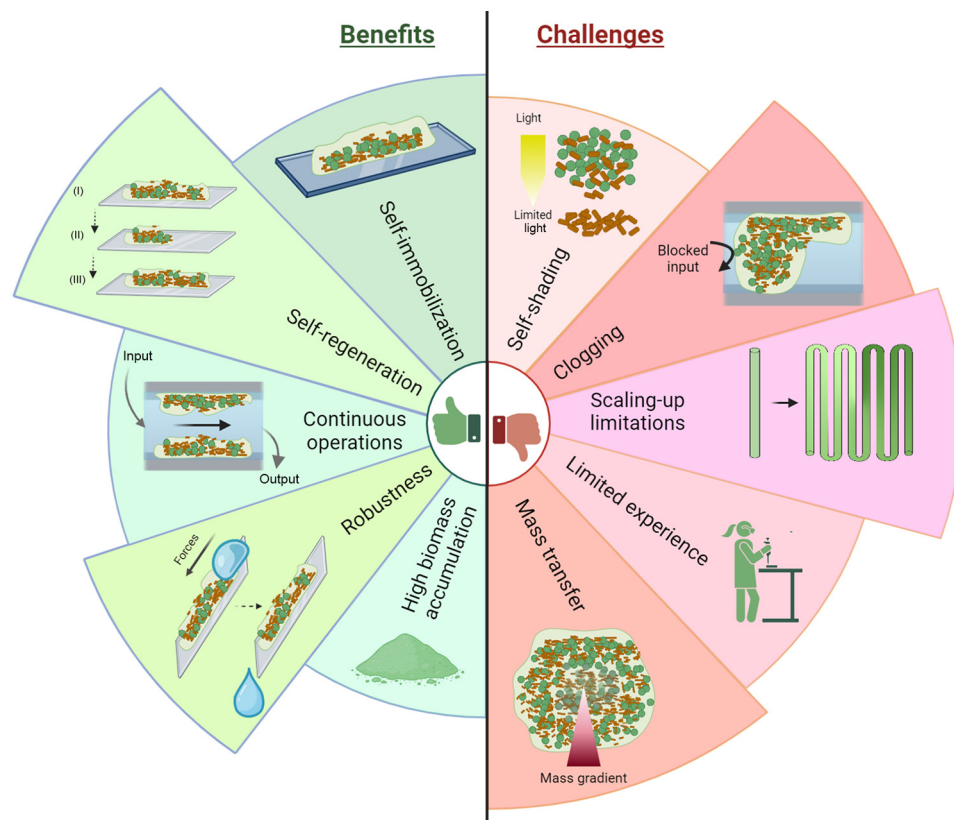 Benefits
Challenges
Self-immobilization
(I)
(II)
(III)
Self-regeneration
Input
Output
Continuous
operations
Forces
Robustness
High biomass
accumulation
Light
Limited
light
Self-shading
Blocked
input
Clogging
Scaling-up
limitations
Limited experience
Mass transfer
Mass gradient